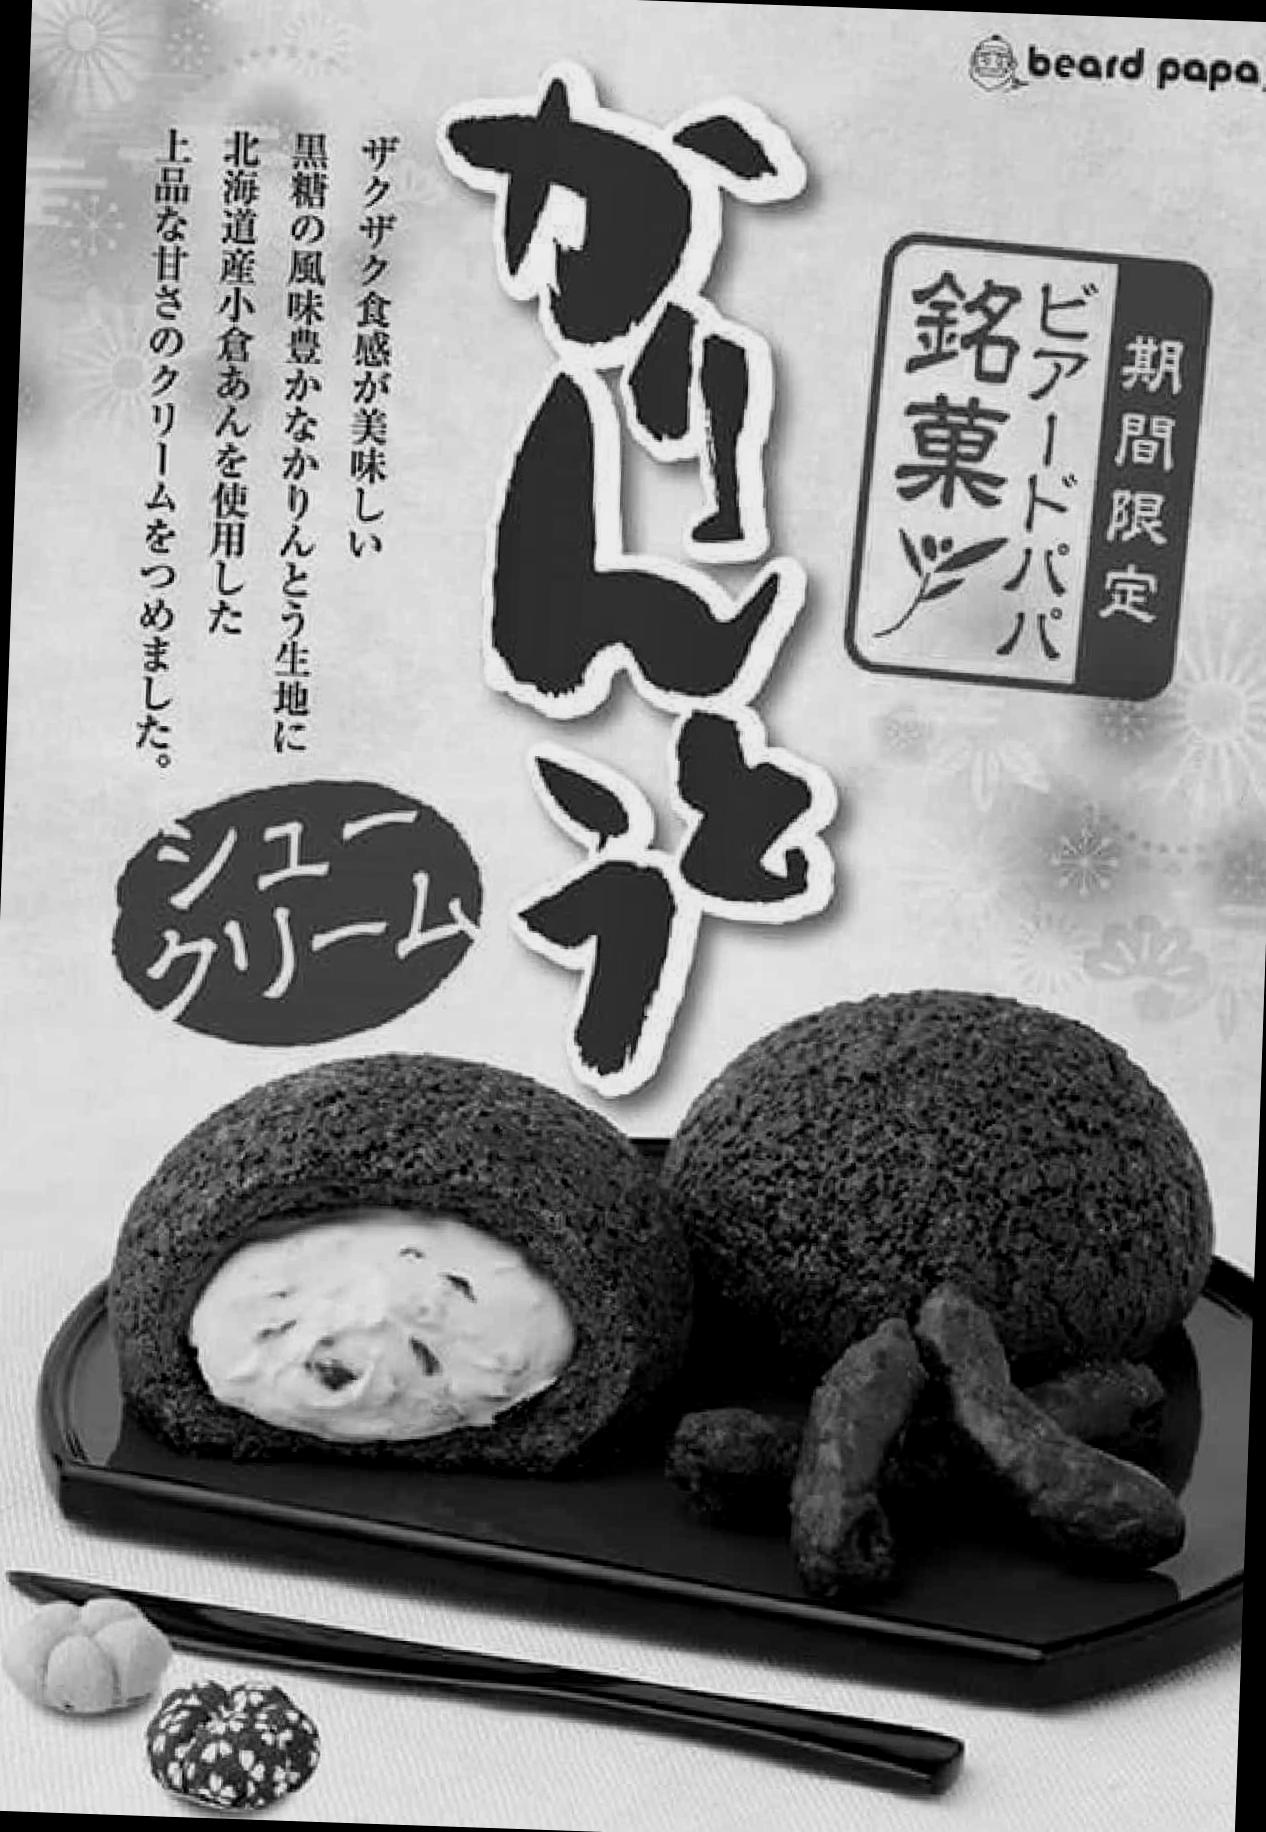 beard papa's
期間限定
ビアードパパ
銘菓
かりんとう
ザクザク食感が美味しい
黒糖の風味豊かなかりんとう生地に
北海道産小倉あんを使用した
上品な甘さのクリームをつめました。
シュー
クリーム